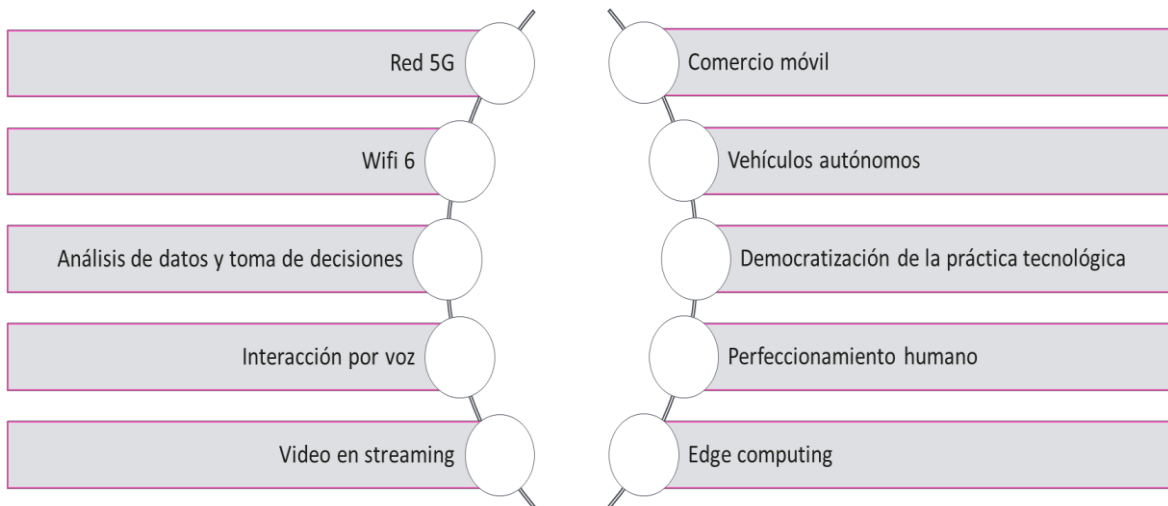 Red 5G
Wifi 6
Análisis de datos y toma de decisiones
Interacción por voz
Video en streaming
Comercio móvil
Vehículos autónomos
Democratización de la práctica tecnológica
Perfeccionamiento humano
Edge computing